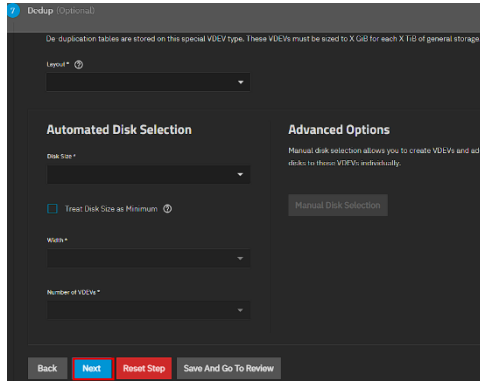 7 Dedup (Optional)
De-duplication tables are stored on this special VDEV type. These VDEVs must be sized to X GiB for each X TiB of general storage.
Layout *
Automated Disk Selection
Disk Size *
Treat Disk Size as Minimum
Width *
Number of VDEVs *
Advanced Options
Manual disk selection allows you to create VDEVs and ad
disks to those VDEVs individually.
Manual Disk Selection
Back Next Reset Step Save And Go To Review